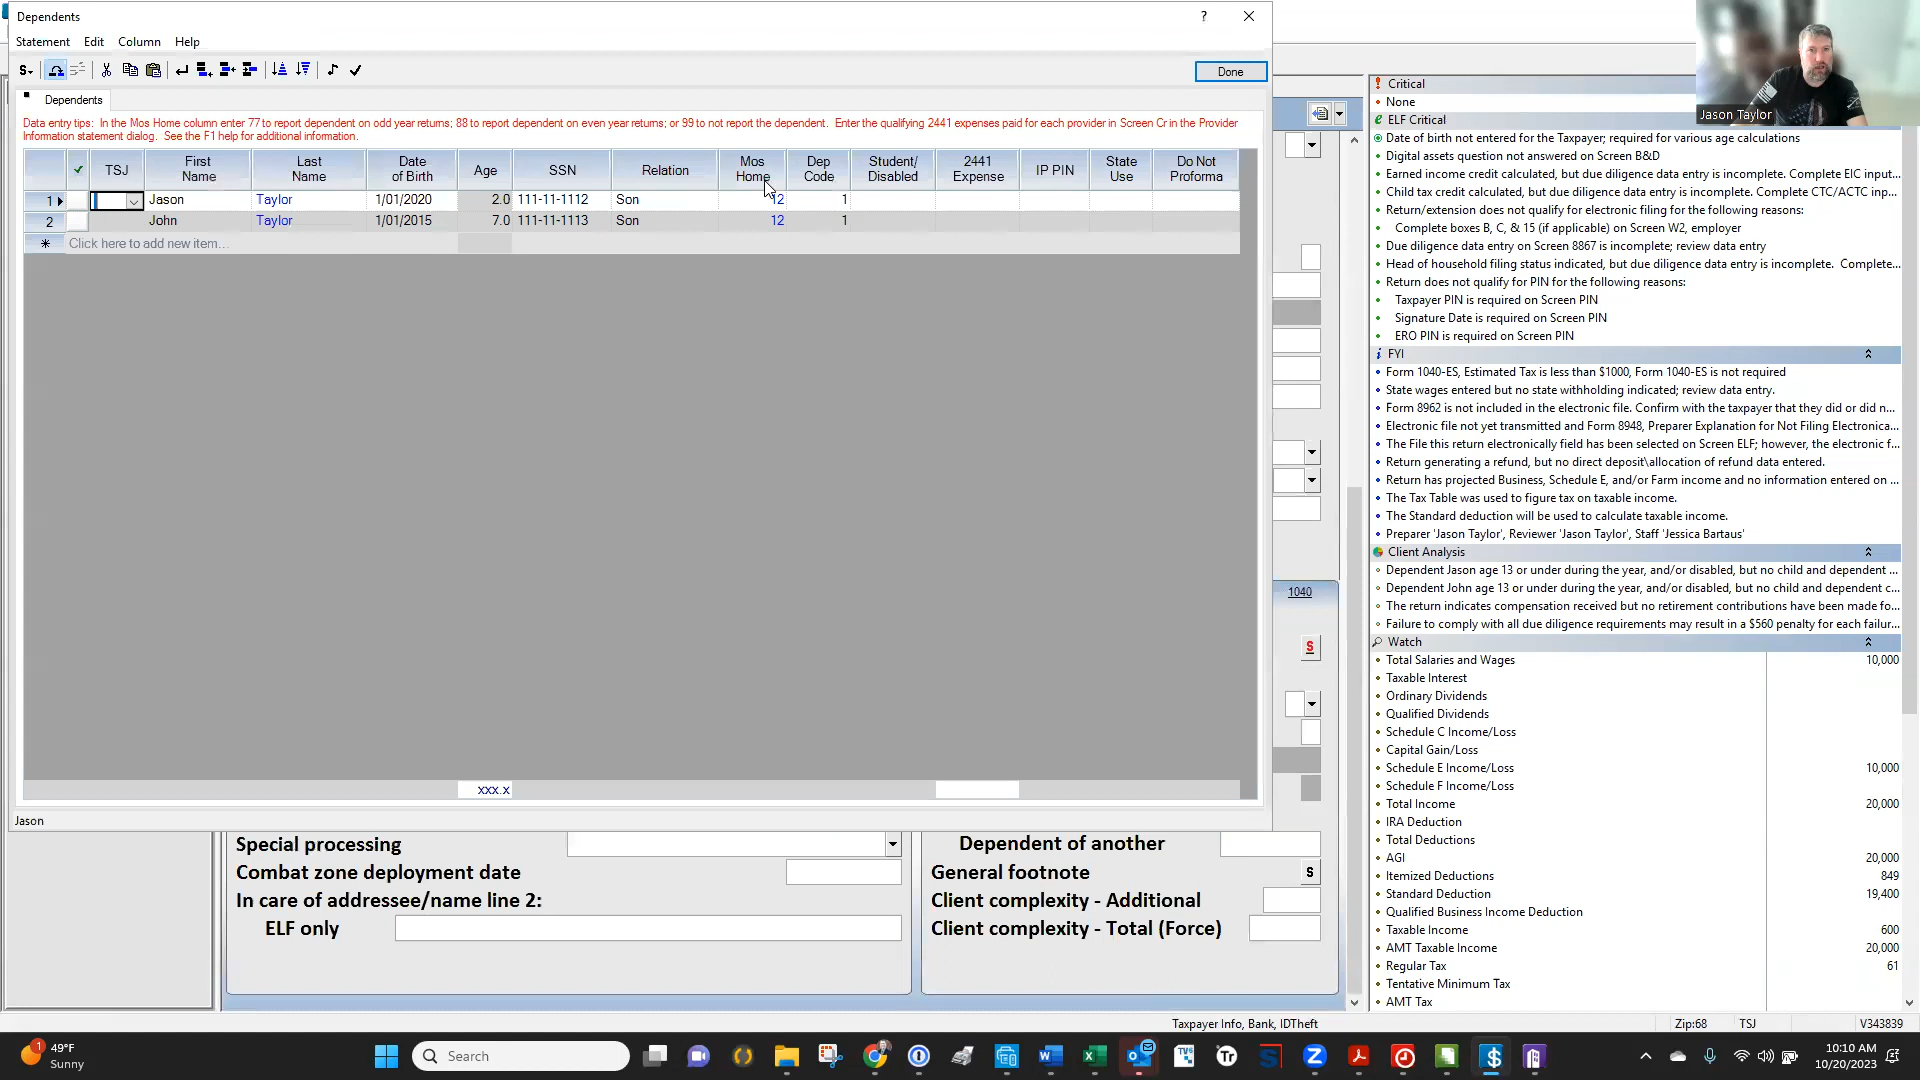 Dependents
?
Statement Edit Column Help
Done
Dependents
Data entry tips: In the Mos Home column enter 77 to report dependent on odd year returns; 88 to report dependent on even year returns; or 99 to not report the dependent. Enter the qualifying 2441 expenses paid for each provider in Screen Cr in the Provider
Information statement dialog. See the F1 help for additional information.
TSJ First Name Last Name Date of Birth Age SSN Relation Mos Home Dep Code Student/ Disabled 2441 Expense IP PIN State Use Do Not Proforma
1 Jason Taylor 1/01/2020 2.0 111-11-1112 Son 12 1
2 John Taylor 1/01/2015 7.0 111-11-1113 Son 12 1
Click here to add new item...
xxx.x
Jason
1040
S
Special processing
Combat zone deployment date
In care of addressee/name line 2:
ELF only
Dependent of another
General footnote S
Client complexity - Additional
Client complexity - Total (Force)
Jason Taylor
Critical
None
ELF Critical
Date of birth not entered for the Taxpayer; required for various age calculations
Digital assets question not answered on Screen B&D
Earned income credit calculated, but due diligence data entry is incomplete. Complete EIC input...
Child tax credit calculated, but due diligence data entry is incomplete. Complete CTC/ACTC inp...
Return/extension does not qualify for electronic filing for the following reasons:
Complete boxes B, C, & 15 (if applicable) on Screen W2, employer
Due diligence data entry on Screen 8867 is incomplete; review data entry
Head of household filing status indicated, but due diligence data entry is incomplete. Complete...
Return does not qualify for PIN for the following reasons:
Taxpayer PIN is required on Screen PIN
Signature Date is required on Screen PIN
ERO PIN is required on Screen PIN
FYI
Form 1040-ES, Estimated Tax is less than $1000, Form 1040-ES is not required
State wages entered but no state withholding indicated; review data entry.
Form 8962 is not included in the electronic file. Confirm with the taxpayer that they did or did n...
Electronic file not yet transmitted and Form 8948, Preparer Explanation for Not Filing Electronica...
The File this return electronically field has been selected on Screen ELF; however, the electronic f...
Return generating a refund, but no direct deposit\allocation of refund data entered.
Return has projected Business, Schedule E, and/or Farm income and no information entered on ...
The Tax Table was used to figure tax on taxable income.
The Standard deduction will be used to calculate taxable income.
Preparer 'Jason Taylor', Reviewer 'Jason Taylor', Staff 'Jessica Bartaus'
Client Analysis
Dependent Jason age 13 or under during the year, and/or disabled, but no child and dependent ...
Dependent John age 13 or under during the year, and/or disabled, but no child and dependent c...
The return indicates compensation received but no retirement contributions have been made fo...
Failure to comply with all due diligence requirements may result in a $560 penalty for each failur...
Watch
Total Salaries and Wages 10,000
Taxable Interest
Ordinary Dividends
Qualified Dividends
Schedule C Income/Loss
Capital Gain/Loss
Schedule E Income/Loss 10,000
Schedule F Income/Loss
Total Income 20,000
IRA Deduction
Total Deductions
AGI 20,000
Itemized Deductions 849
Standard Deduction 19,400
Qualified Business Income Deduction
Taxable Income 600
AMT Taxable Income 20,000
Regular Tax 61
Tentative Minimum Tax
AMT Tax
Taxpayer Info, Bank, IDTheft Zip:68 TSJ V343839
49°F
Sunny
Search
10:10 AM
10/20/2023